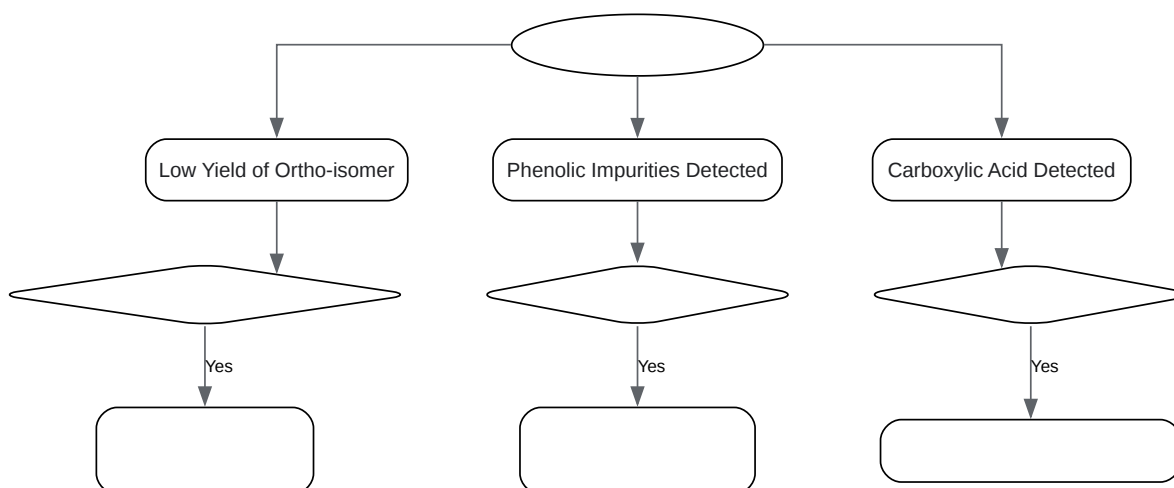 Low Yield of Ortho-isomer
Phenolic Impurities Detected
Carboxylic Acid Detected
Yes
Yes
Yes